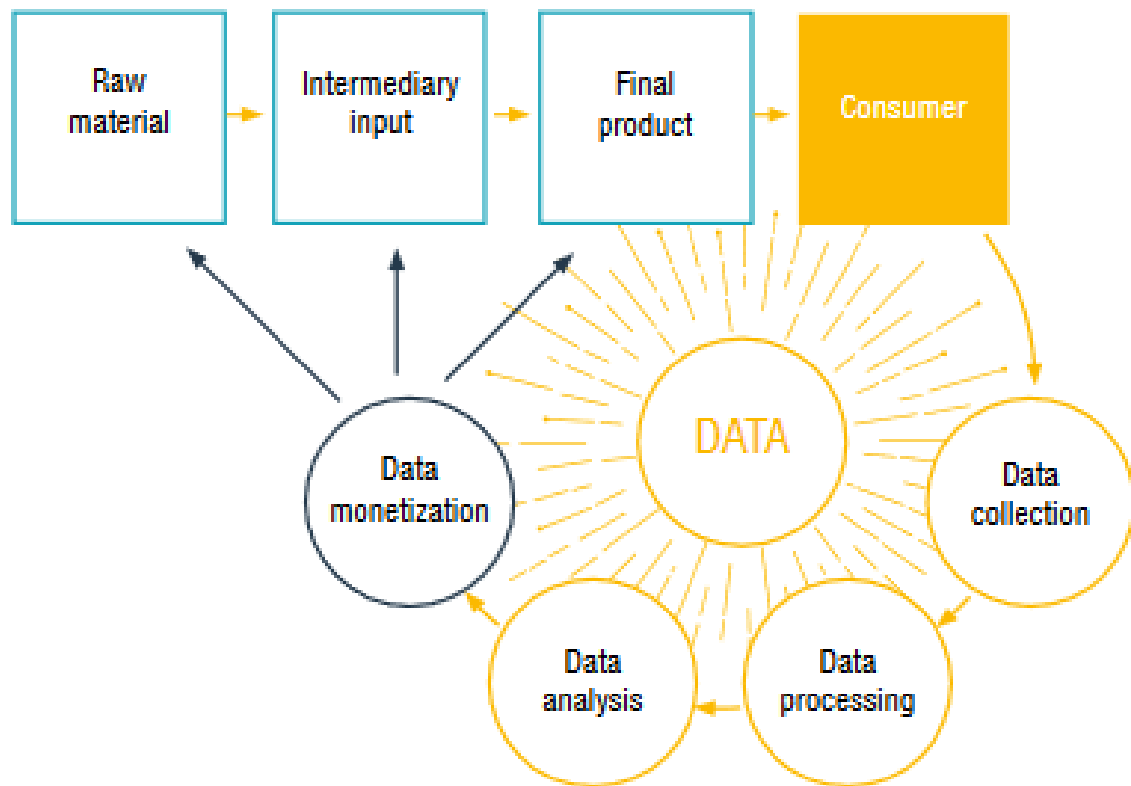 Raw
material
Intermediary
input
Final
product
Consumer
DATA
Data
monetization
Data
collection
Data
analysis
Data
processing